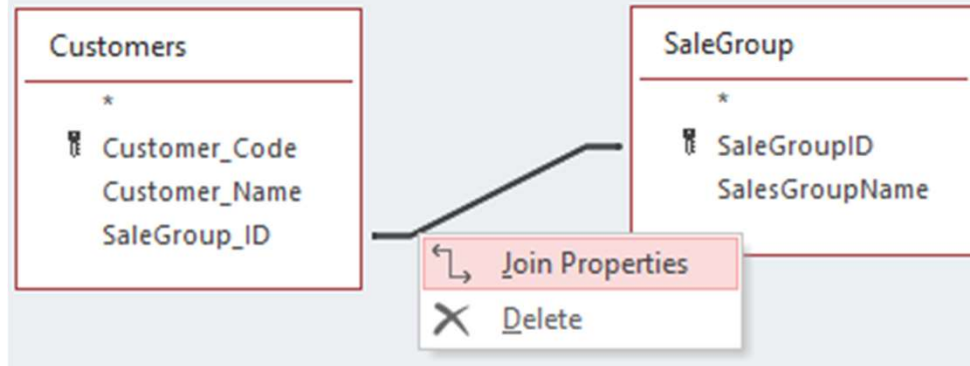 Customers
*
Customer_Code
Customer_Name
SaleGroup_ID
SaleGroup
*
SaleGroupID
SalesGroupName
Join Properties
Delete